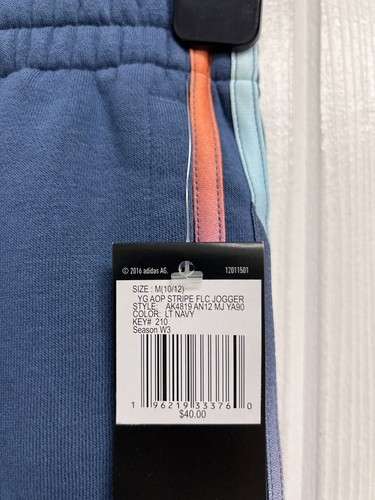 © 2016 adidas AG. 12011501
SIZE : M(10/12)
YG AOP STRIPE FLC JOGGER
STYLE: AK4819 AN12 MJ YA90
COLOR: LT NAVY
KEY# 210
Season W3
1 96219 33376 0
$40.00